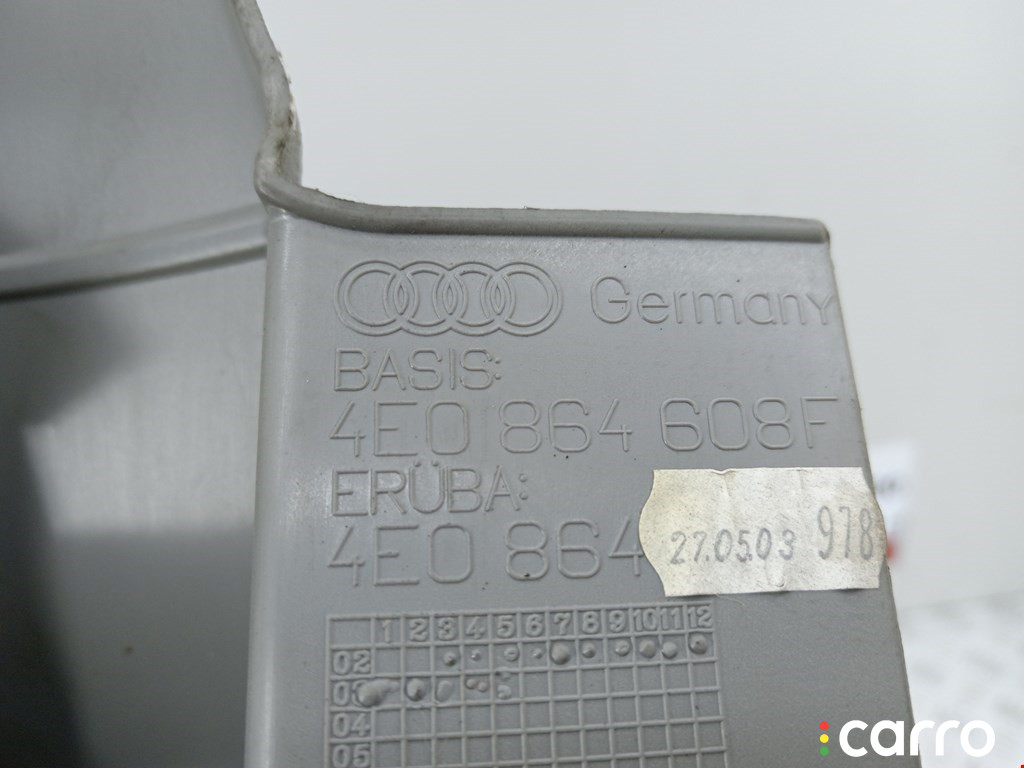 Germany
BASIS:
4E0 864 608F
ERÜBA:
4E0 864
27.05.03 978
1 2 3 4 5 6 7 8 9 10 11 12
02
03
04
05
carro